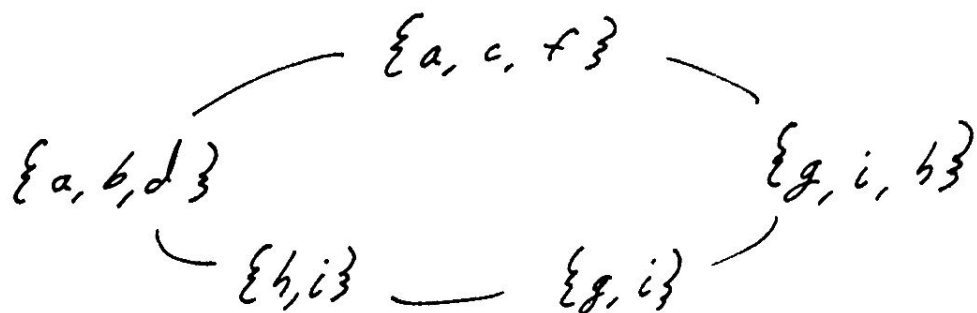 {a, c, f}
{a, b, d} {g, i, h}
{h, i} {g, i}